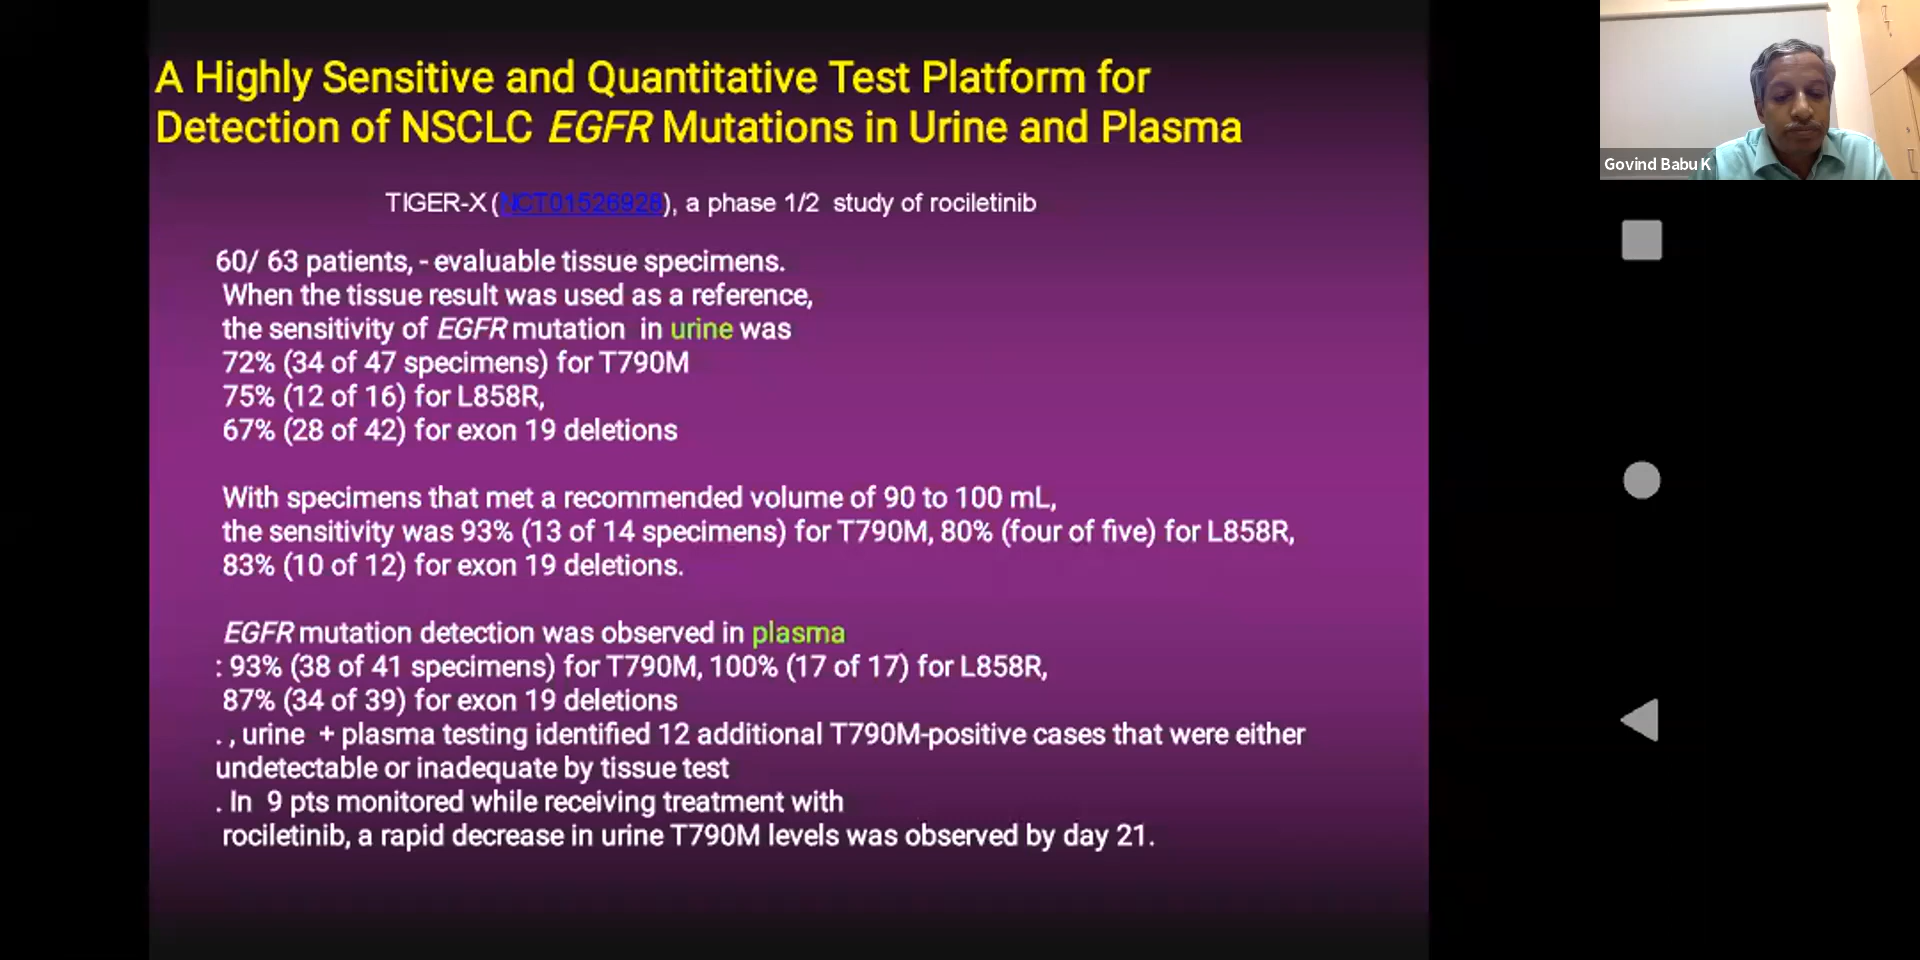 A Highly Sensitive and Quantitative Test Platform for
Detection of NSCLC EGFR Mutations in Urine and Plasma
TIGER-X (NCT01526928), a phase 1/2 study of rociletinib
60/ 63 patients, - evaluable tissue specimens.
When the tissue result was used as a reference,
the sensitivity of EGFR mutation in urine was
72% (34 of 47 specimens) for T790M
75% (12 of 16) for L858R,
67% (28 of 42) for exon 19 deletions
With specimens that met a recommended volume of 90 to 100 mL,
the sensitivity was 93% (13 of 14 specimens) for T790M, 80% (four of five) for L858R,
83% (10 of 12) for exon 19 deletions.
EGFR mutation detection was observed in plasma
: 93% (38 of 41 specimens) for T790M, 100% (17 of 17) for L858R,
87% (34 of 39) for exon 19 deletions
. , urine + plasma testing identified 12 additional T790M-positive cases that were either
undetectable or inadequate by tissue test
. In 9 pts monitored while receiving treatment with
rociletinib, a rapid decrease in urine T790M levels was observed by day 21.
Govind Babu K